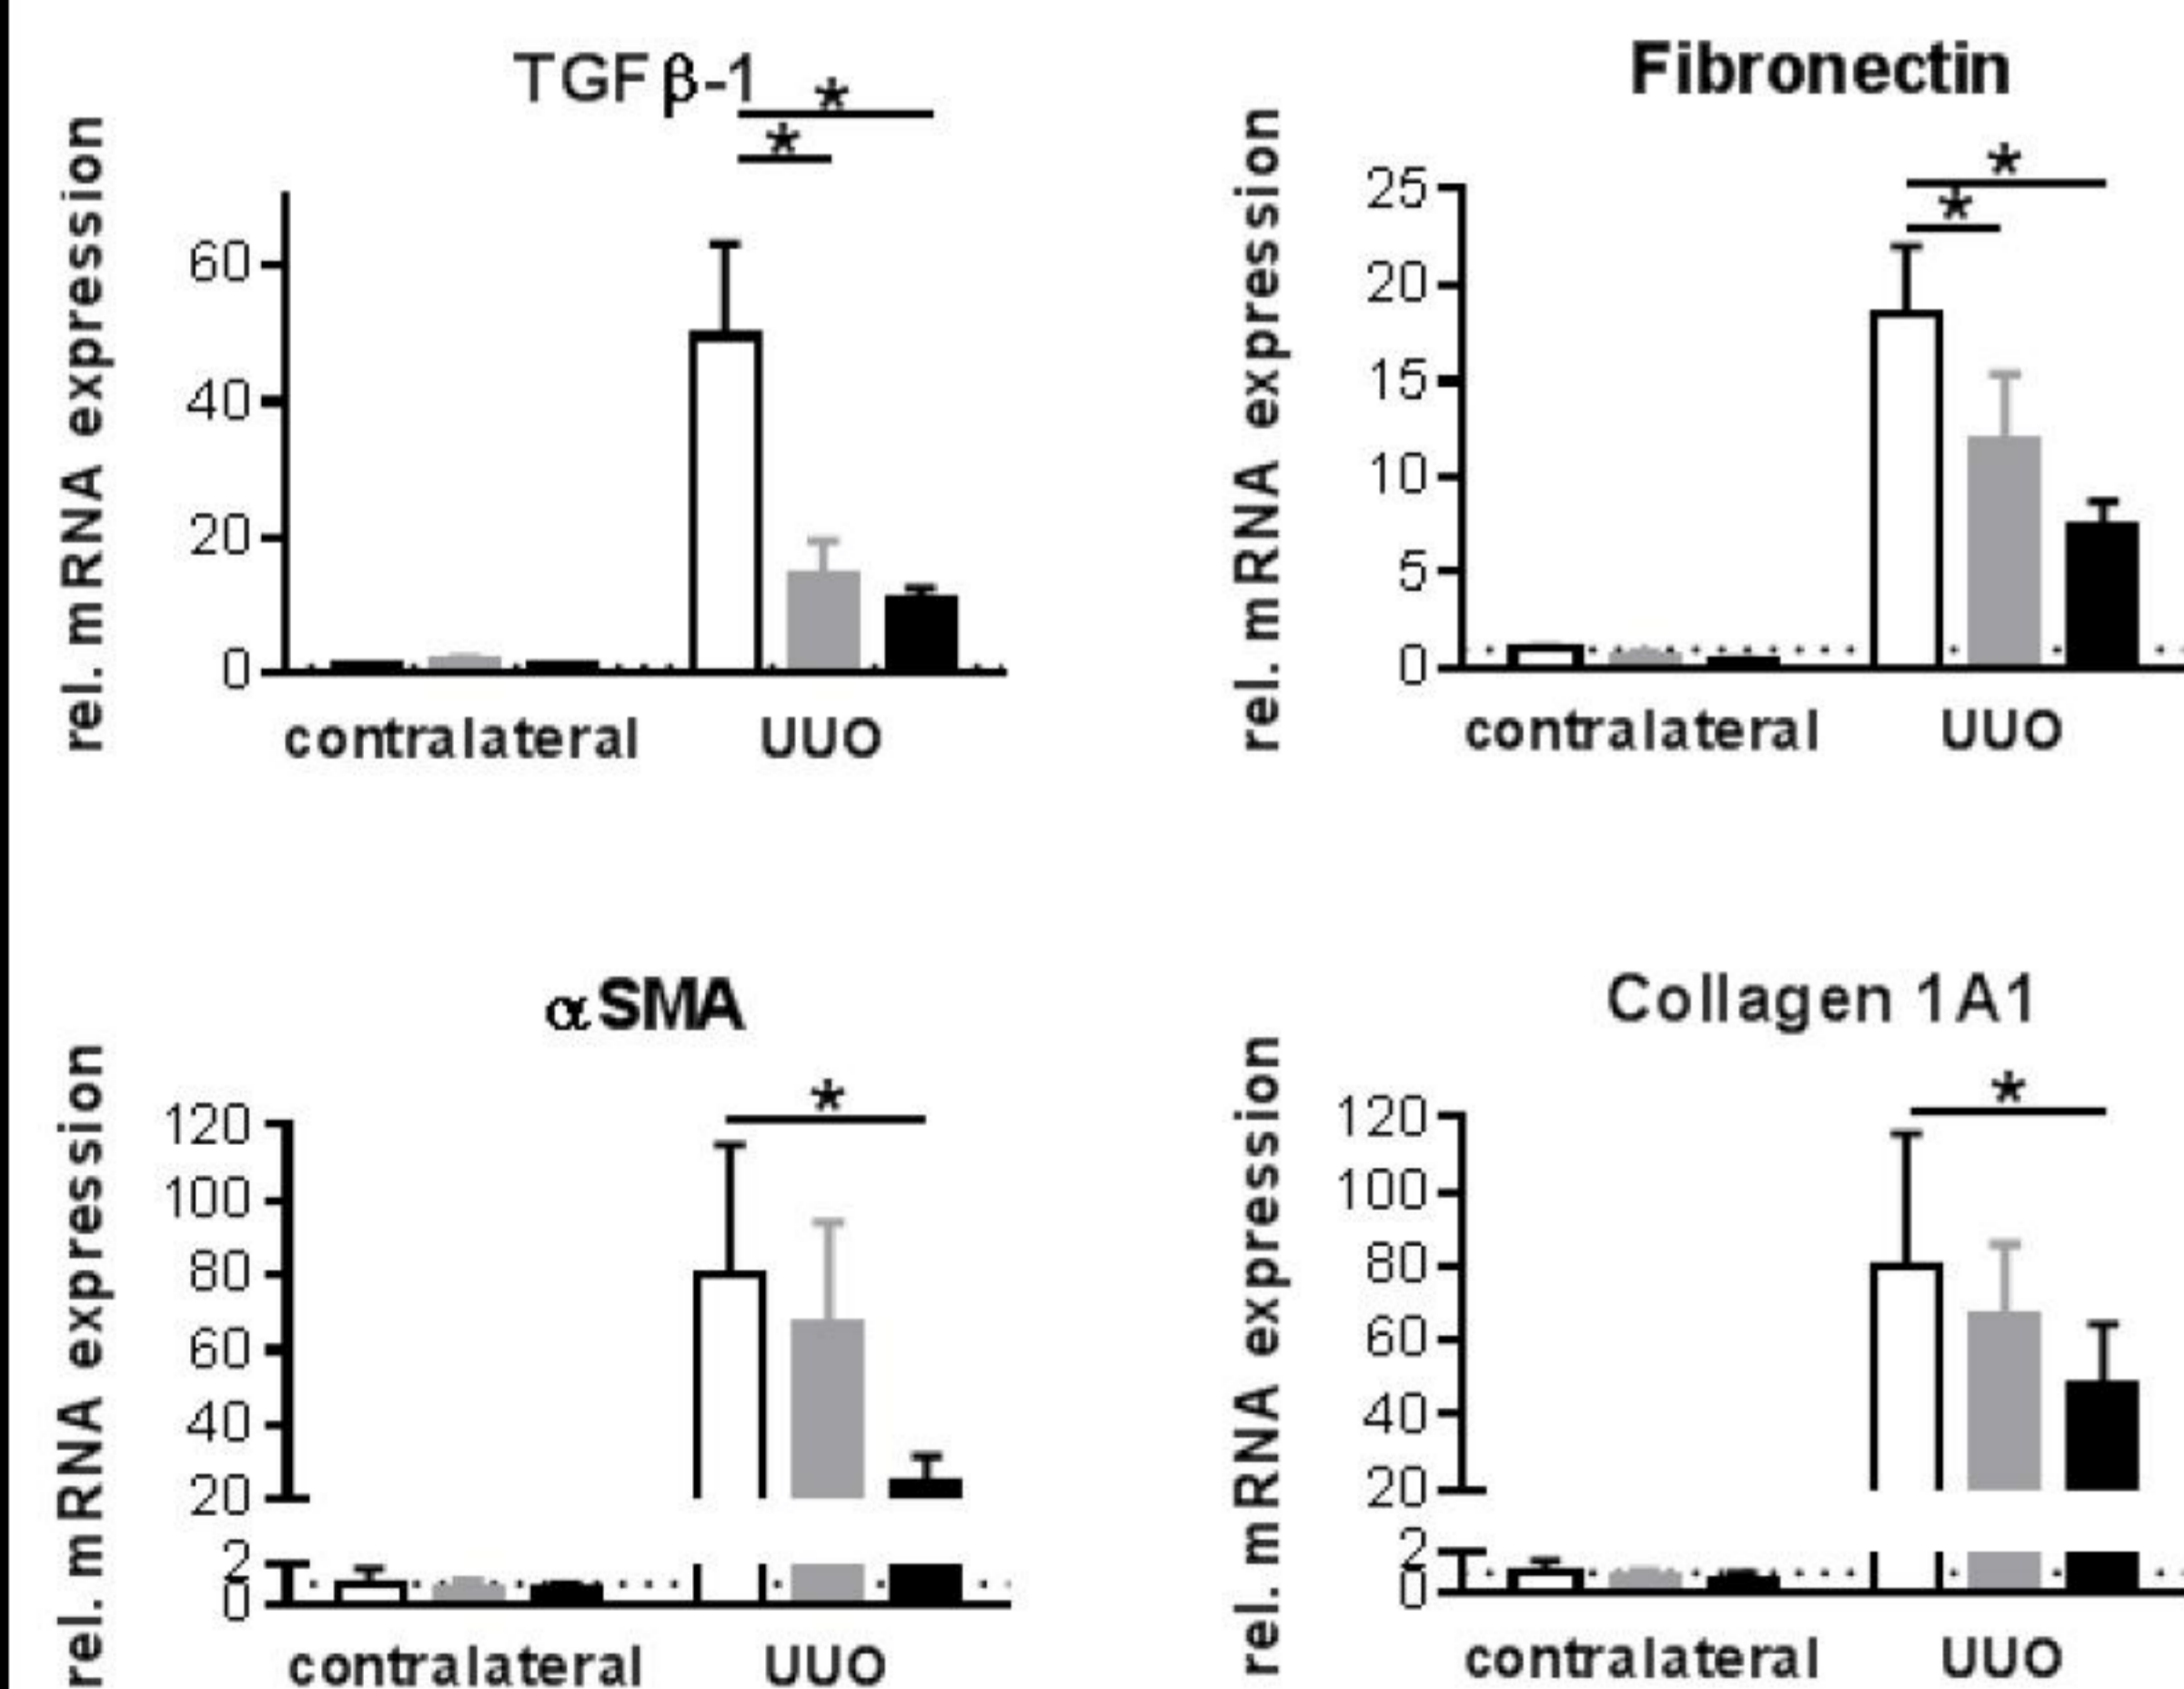 TGFβ-1
*
*
rel. mRNA expression
60
40
20
0
contralateral UUO
Fibronectin
*
*
rel. mRNA expression
25
20
15
10
5
0
contralateral UUO
αSMA
*
rel. mRNA expression
120
100
80
60
40
20
2
0
contralateral UUO
Collagen 1A1
*
rel. mRNA expression
120
100
80
60
40
20
2
0
contralateral UUO